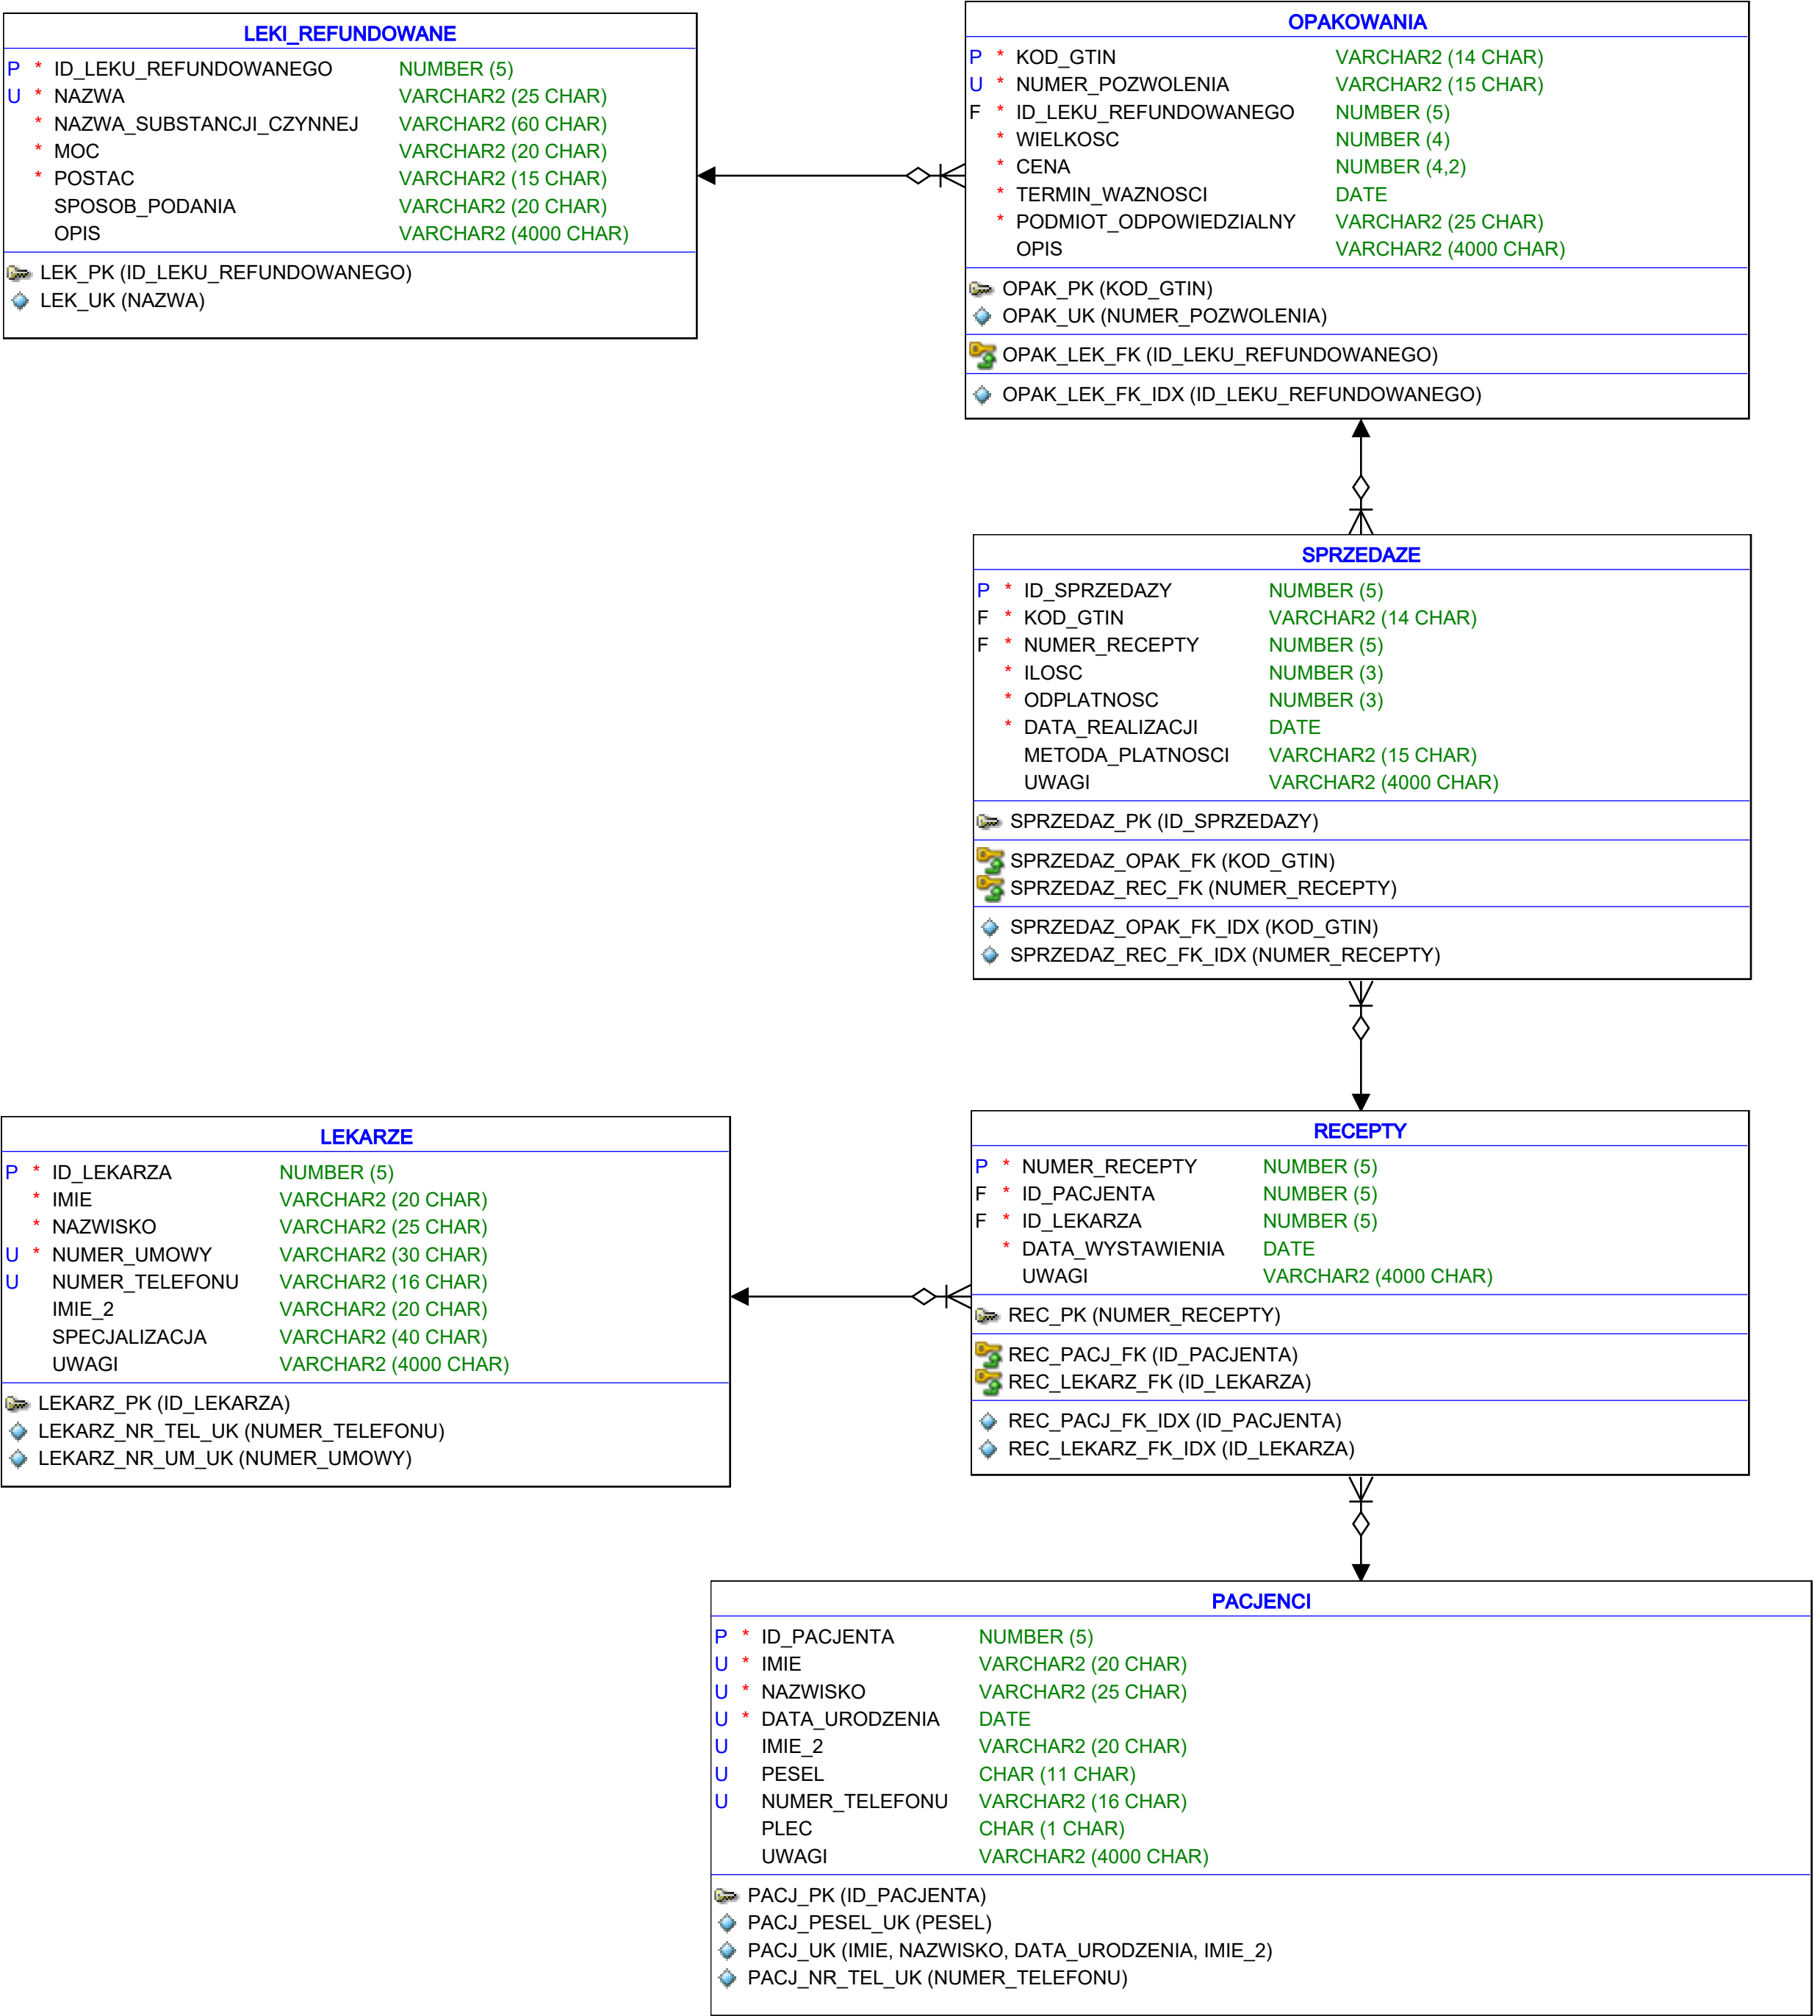 LEKI_REFUNDOWANE
P * ID_LEKU_REFUNDOWANEGO NUMBER (5)
U * NAZWA VARCHAR2 (25 CHAR)
* NAZWA_SUBSTANCJI_CZYNNEJ VARCHAR2 (60 CHAR)
* MOC VARCHAR2 (20 CHAR)
* POSTAC VARCHAR2 (15 CHAR)
SPOSOB_PODANIA VARCHAR2 (20 CHAR)
OPIS VARCHAR2 (4000 CHAR)
LEK_PK (ID_LEKU_REFUNDOWANEGO)
LEK_UK (NAZWA)
OPAKOWANIA
P * KOD_GTIN VARCHAR2 (14 CHAR)
U * NUMER_POZWOLENIA VARCHAR2 (15 CHAR)
F * ID_LEKU_REFUNDOWANEGO NUMBER (5)
* WIELKOSC NUMBER (4)
* CENA NUMBER (4,2)
* TERMIN_WAZNOSCI DATE
* PODMIOT_ODPOWIEDZIALNY VARCHAR2 (25 CHAR)
OPIS VARCHAR2 (4000 CHAR)
OPAK_PK (KOD_GTIN)
OPAK_UK (NUMER_POZWOLENIA)
OPAK_LEK_FK (ID_LEKU_REFUNDOWANEGO)
OPAK_LEK_FK_IDX (ID_LEKU_REFUNDOWANEGO)
SPRZEDAZE
P * ID_SPRZEDAZY NUMBER (5)
F * KOD_GTIN VARCHAR2 (14 CHAR)
F * NUMER_RECEPTY NUMBER (5)
* ILOSC NUMBER (3)
* ODPLATNOSC NUMBER (3)
* DATA_REALIZACJI DATE
METODA_PLATNOSCI VARCHAR2 (15 CHAR)
UWAGI VARCHAR2 (4000 CHAR)
SPRZEDAZ_PK (ID_SPRZEDAZY)
SPRZEDAZ_OPAK_FK (KOD_GTIN)
SPRZEDAZ_REC_FK (NUMER_RECEPTY)
SPRZEDAZ_OPAK_FK_IDX (KOD_GTIN)
SPRZEDAZ_REC_FK_IDX (NUMER_RECEPTY)
LEKARZE
P * ID_LEKARZA NUMBER (5)
* IMIE VARCHAR2 (20 CHAR)
* NAZWISKO VARCHAR2 (25 CHAR)
U * NUMER_UMOWY VARCHAR2 (30 CHAR)
U NUMER_TELEFONU VARCHAR2 (16 CHAR)
IMIE_2 VARCHAR2 (20 CHAR)
SPECJALIZACJA VARCHAR2 (40 CHAR)
UWAGI VARCHAR2 (4000 CHAR)
LEKARZ_PK (ID_LEKARZA)
LEKARZ_NR_TEL_UK (NUMER_TELEFONU)
LEKARZ_NR_UM_UK (NUMER_UMOWY)
RECEPTY
P * NUMER_RECEPTY NUMBER (5)
F * ID_PACJENTA NUMBER (5)
F * ID_LEKARZA NUMBER (5)
* DATA_WYSTAWIENIA DATE
UWAGI VARCHAR2 (4000 CHAR)
REC_PK (NUMER_RECEPTY)
REC_PACJ_FK (ID_PACJENTA)
REC_LEKARZ_FK (ID_LEKARZA)
REC_PACJ_FK_IDX (ID_PACJENTA)
REC_LEKARZ_FK_IDX (ID_LEKARZA)
PACJENCI
P * ID_PACJENTA NUMBER (5)
U * IMIE VARCHAR2 (20 CHAR)
U * NAZWISKO VARCHAR2 (25 CHAR)
U * DATA_URODZENIA DATE
U IMIE_2 VARCHAR2 (20 CHAR)
U PESEL CHAR (11 CHAR)
U NUMER_TELEFONU VARCHAR2 (16 CHAR)
PLEC CHAR (1 CHAR)
UWAGI VARCHAR2 (4000 CHAR)
PACJ_PK (ID_PACJENTA)
PACJ_PESEL_UK (PESEL)
PACJ_UK (IMIE, NAZWISKO, DATA_URODZENIA, IMIE_2)
PACJ_NR_TEL_UK (NUMER_TELEFONU)